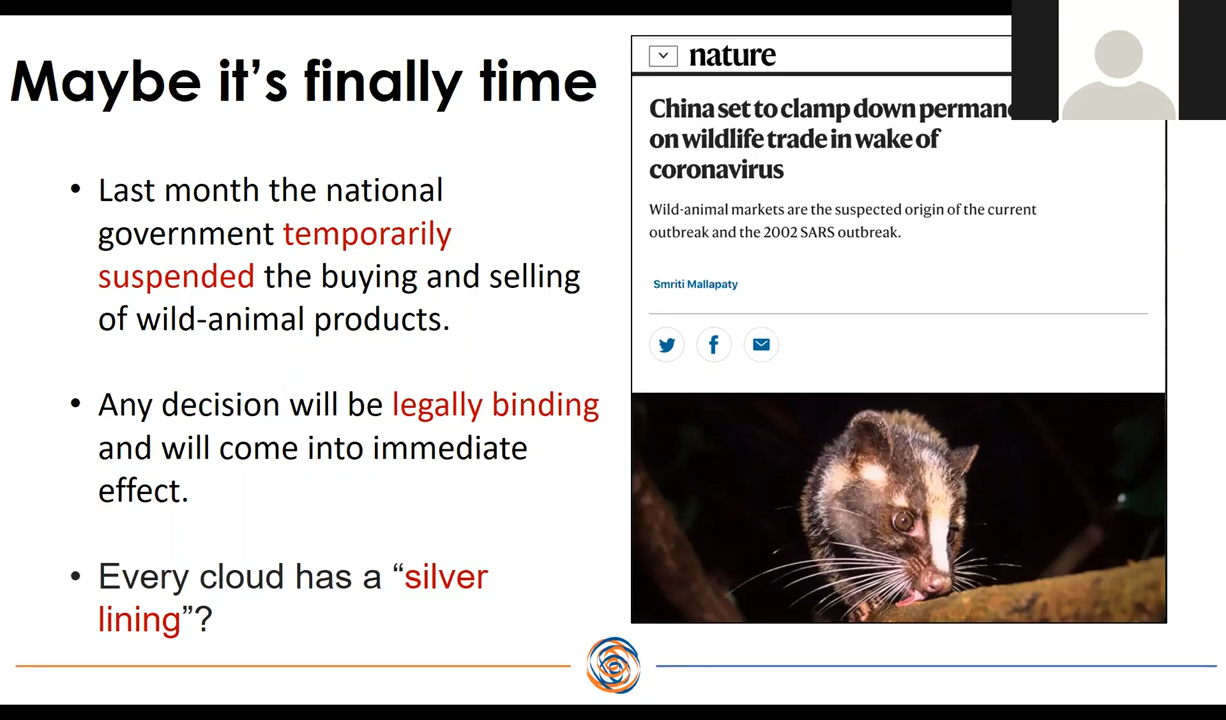 Maybe it's finally time
• Last month the national
government temporarily
suspended the buying and selling
of wild-animal products.
• Any decision will be legally binding
and will come into immediate
effect.
• Every cloud has a “silver
lining”?
nature
China set to clamp down
on wildlife trade in wake of
coronavirus
Wild-animal markets are the suspected origin of the current
outbreak and the 2002 SARS outbreak.
Smriti Mallapaty